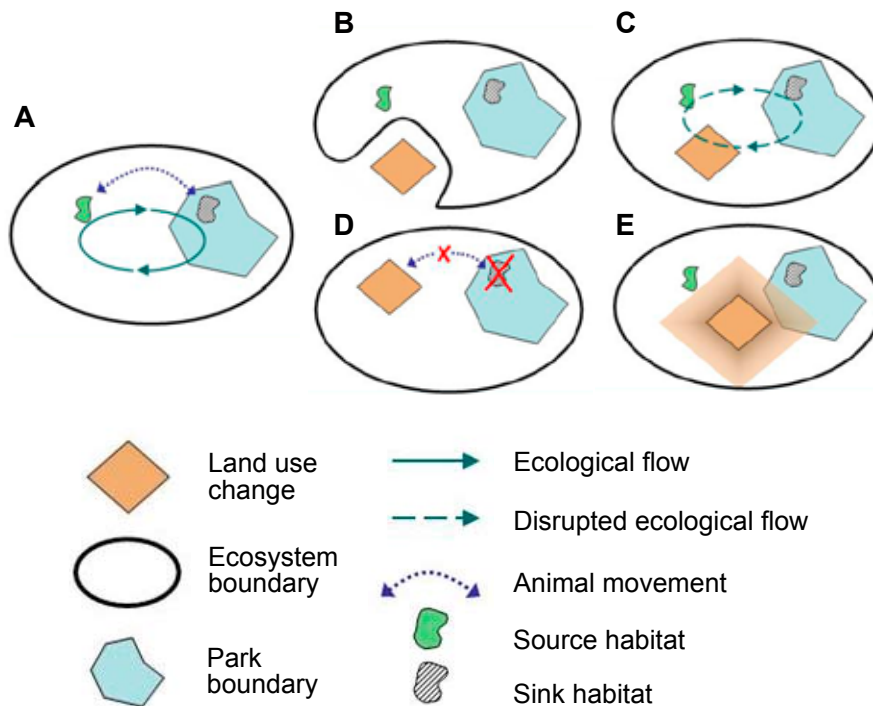 A
B
C
D
E
Land use
change
Ecosystem
boundary
Park
boundary
Ecological flow
Disrupted ecological flow
Animal movement
Source habitat
Sink habitat